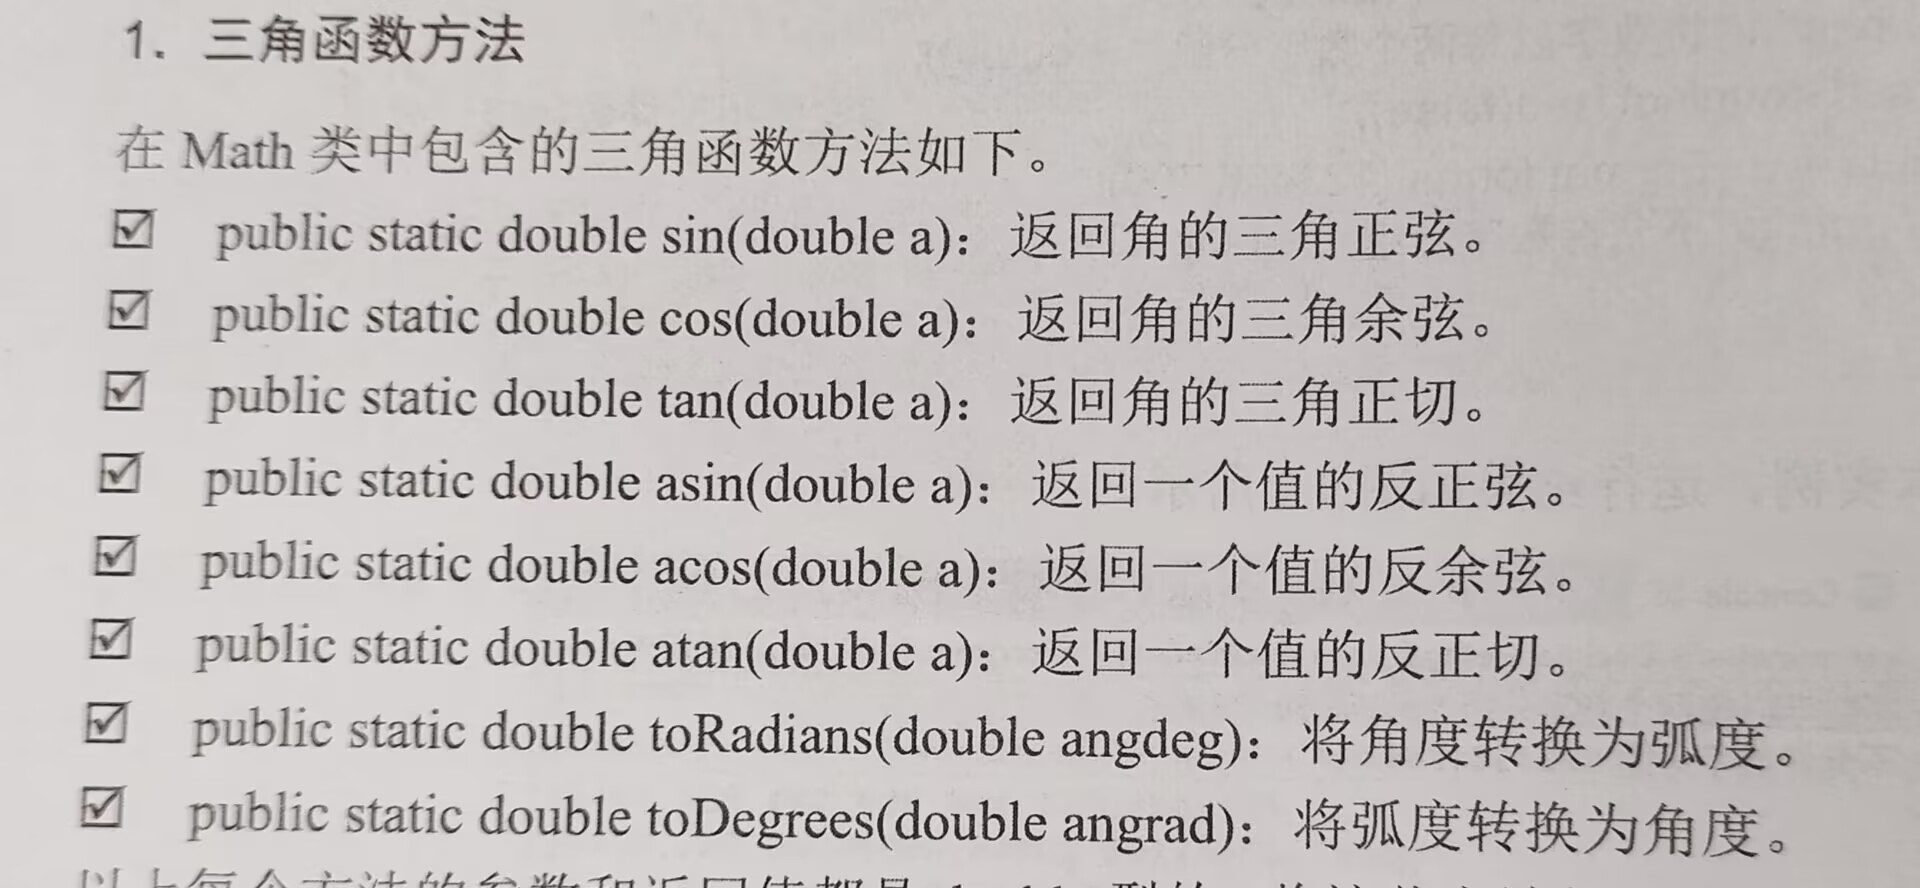 1. 三角函数方法
在 Math 类中包含的三角函数方法如下。
☑ public static double sin(double a)：返回角的三角正弦。
☑ public static double cos(double a)：返回角的三角余弦。
☑ public static double tan(double a)：返回角的三角正切。
☑ public static double asin(double a)：返回一个值的反正弦。
☑ public static double acos(double a)：返回一个值的反余弦。
☑ public static double atan(double a)：返回一个值的反正切。
☑ public static double toRadians(double angdeg)：将角度转换为弧度。
☑ public static double toDegrees(double angrad)：将弧度转换为角度。